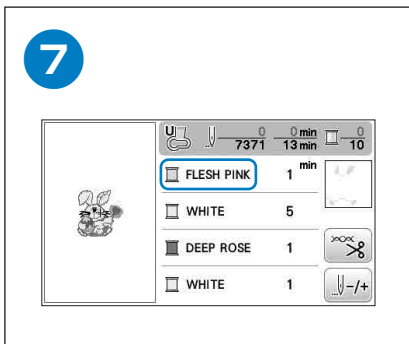 7
U 0 0 min 0
7371 13 min 10
FLESH PINK 1 min
WHITE 5
DEEP ROSE 1
WHITE 1
-/+